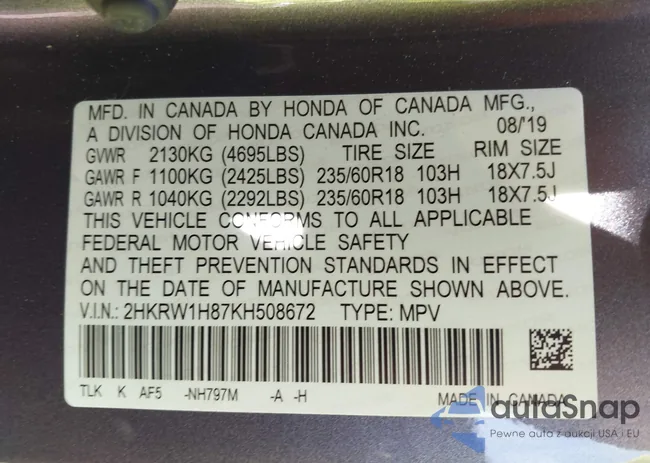 MFD. IN CANADA BY HONDA OF CANADA MFG.,
A DIVISION OF HONDA CANADA INC. 08/'19
GVWR 2130KG (4695LBS) TIRE SIZE RIM SIZE
GAWR F 1100KG (2425LBS) 235/60R18 103H 18X7.5J
GAWR R 1040KG (2292LBS) 235/60R18 103H 18X7.5J
THIS VEHICLE CONFORMS TO ALL APPLICABLE
FEDERAL MOTOR VEHICLE SAFETY
AND THEFT PREVENTION STANDARDS IN EFFECT
ON THE DATE OF MANUFACTURE SHOWN ABOVE.
V.I.N.: 2HKRW1H87KH508672 TYPE: MPV
TLK K AF5 -NH797M -A -H MADE IN CANADA
autoSnap
Pewne auta z aukcji USA i EU